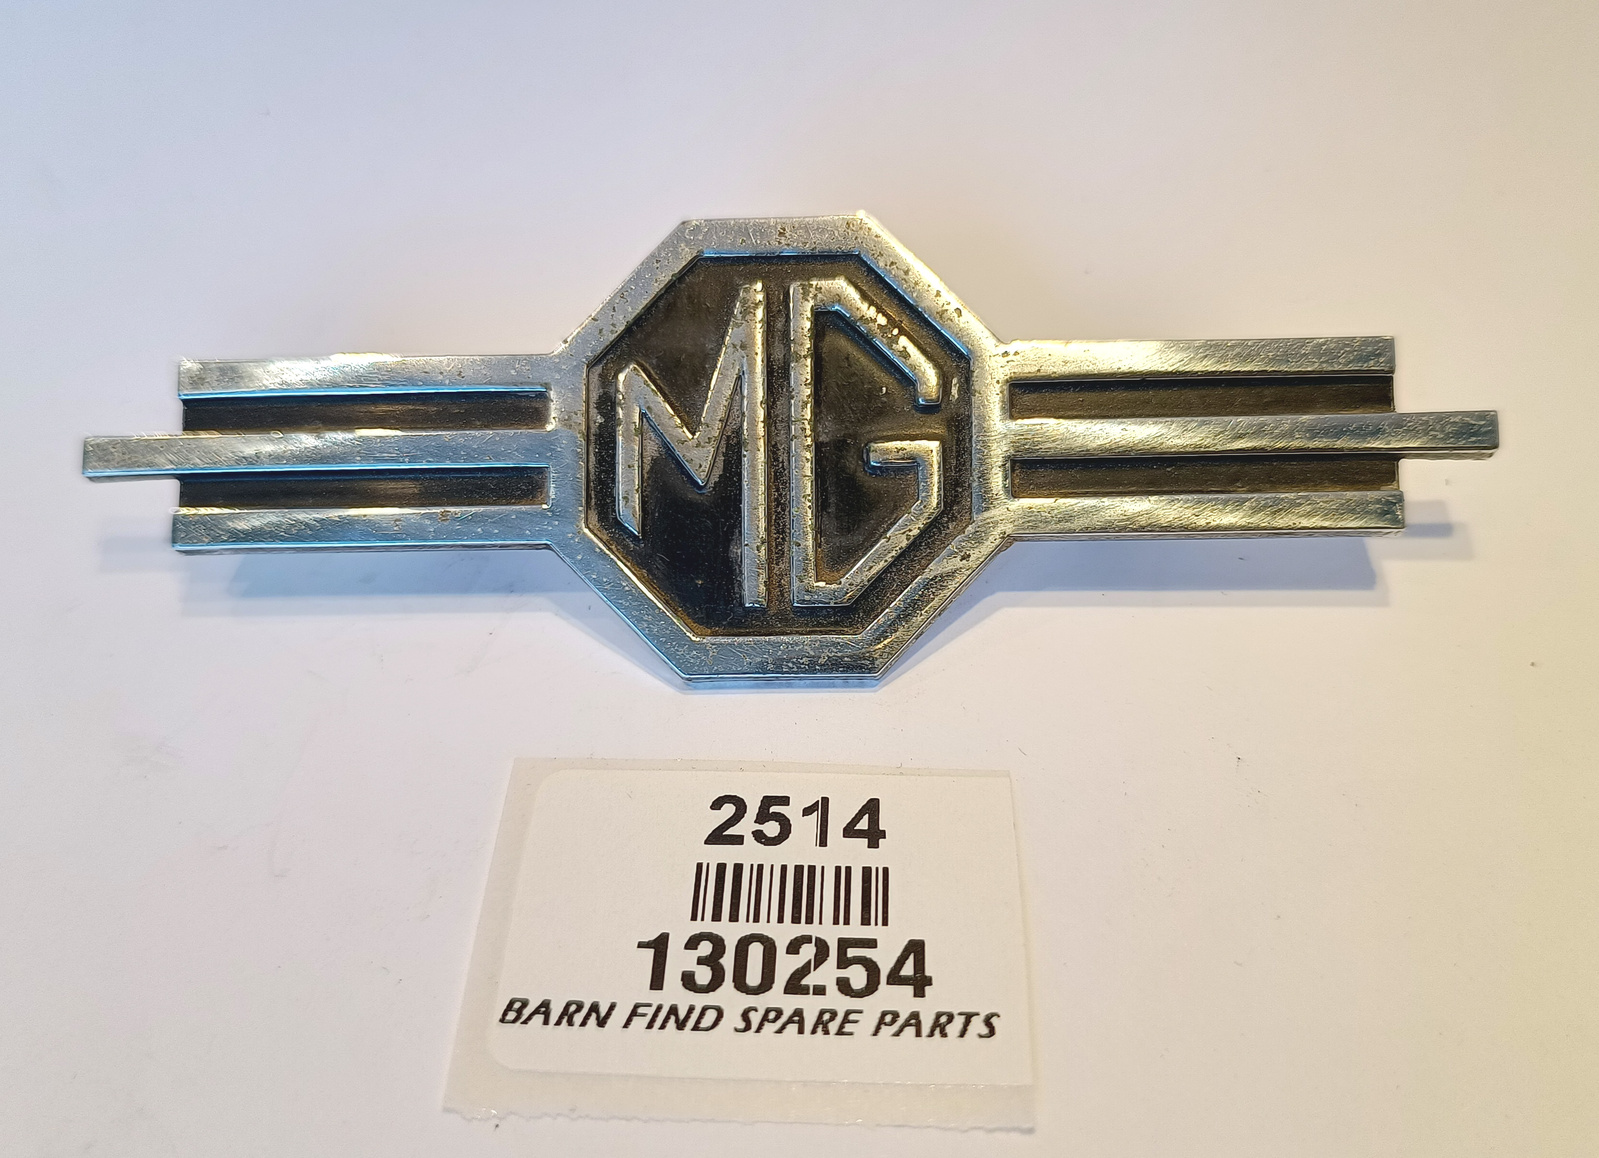 MG
2514
130254
BARN FIND SPARE PARTS